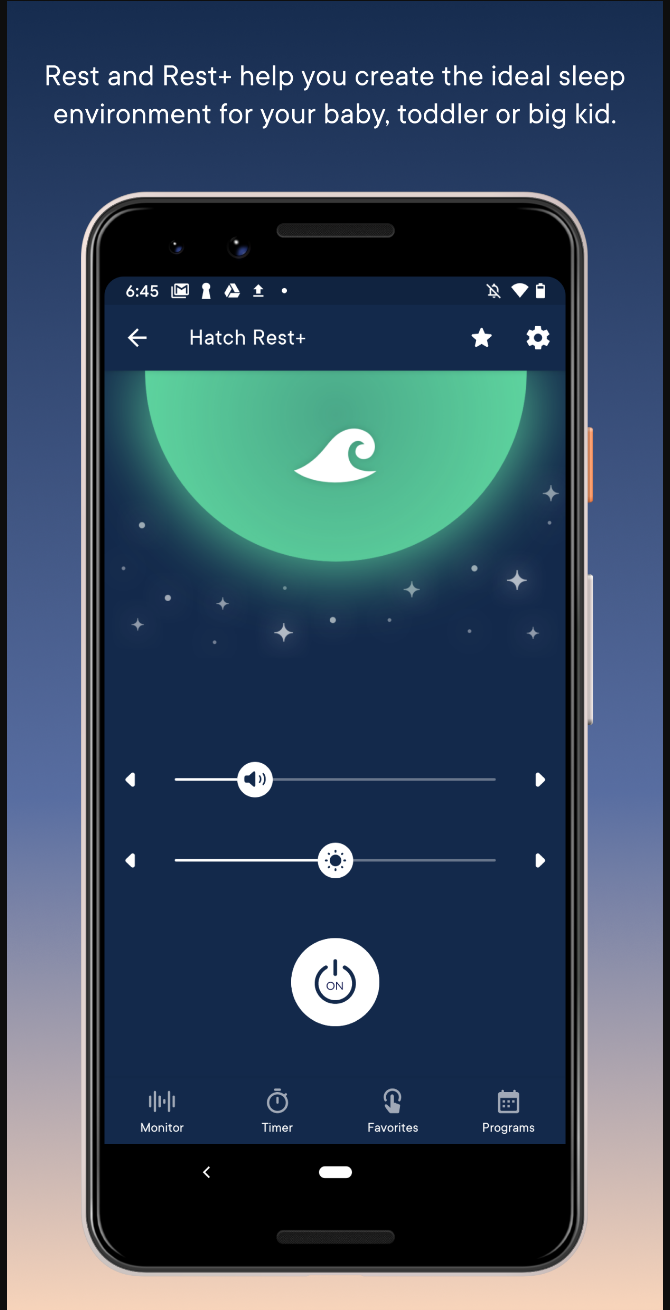 Rest and Rest+ help you create the ideal sleep
environment for your baby, toddler or big kid.
6:45
Hatch Rest+
ON
Monitor Timer Favorites Programs